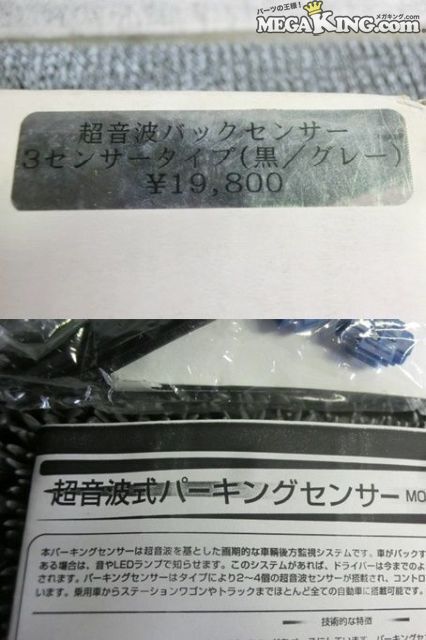 パーツの王様! メガキング.com
MEGAKING.com
超音波バックセンサー
3センサータイプ(黒/グレー)
¥19,800
超音波式パーキングセンサー MO
本パーキングセンサーは超音波を基とした画期的な車輌後方監視システムです。車がバックす
ある場合は、音やLEDランプで知らせます。このシステムがあれば、ドライバーは今までのよ
されます。パーキングセンサーはタイプにより2~4個の超音波センサーが搭載され、コントロ
います。乗用車からステーションワゴンやトラックまでほとんど全ての自動車に搭載可能です。
技術的な特徴